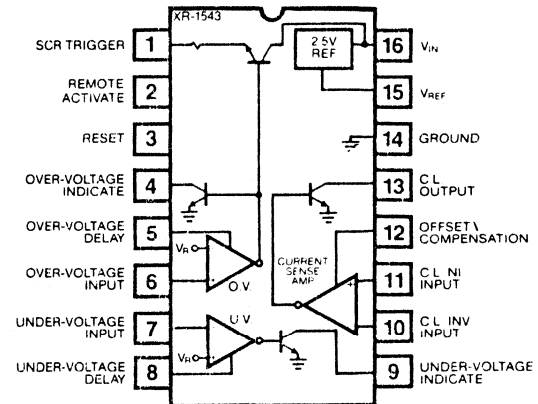 XR-1543
SCR TRIGGER 1
REMOTE
ACTIVATE 2
RESET 3
OVER-VOLTAGE
INDICATE 4
OVER-VOLTAGE
DELAY 5
OVER-VOLTAGE
INPUT 6
UNDER-VOLTAGE
INPUT 7
UNDER-VOLTAGE
DELAY 8
2.5V
REF
VR
O.V.
U.V
VR
CURRENT
SENSE
AMP
16 VIN
15 VREF
14 GROUND
13 C.L.
OUTPUT
12 OFFSET\
COMPENSATION
11 C.L. NI
INPUT
10 C.L. INV
INPUT
9 UNDER-VOLTAGE
INDICATE